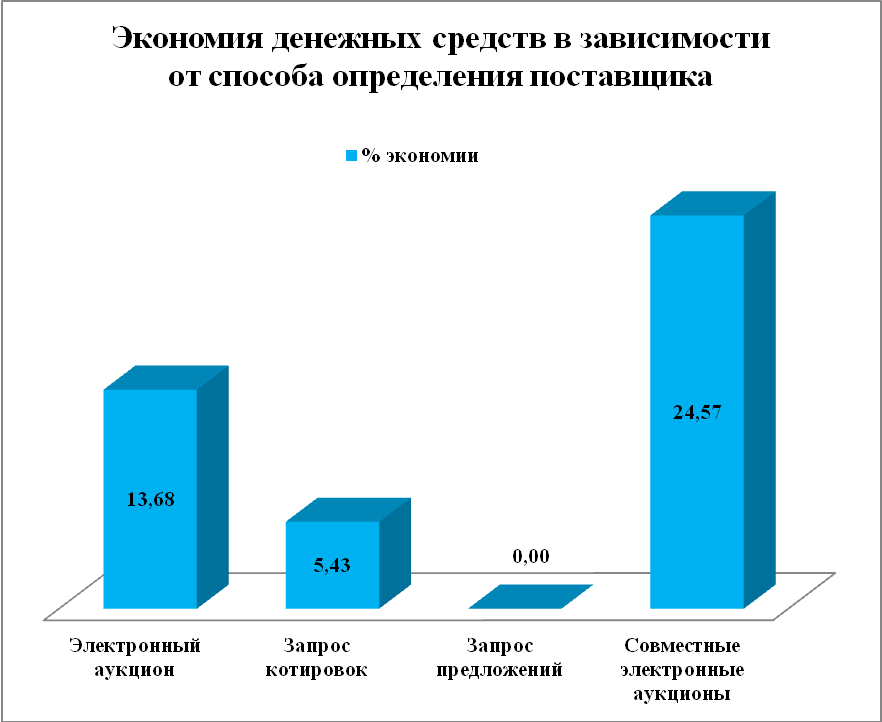 Экономия денежных средств в зависимости
от способа определения поставщика
% экономии
24,57
13,68
5,43
0,00
Электронный
аукцион
Запрос
котировок
Запрос
предложений
Совместные
электронные
аукционы